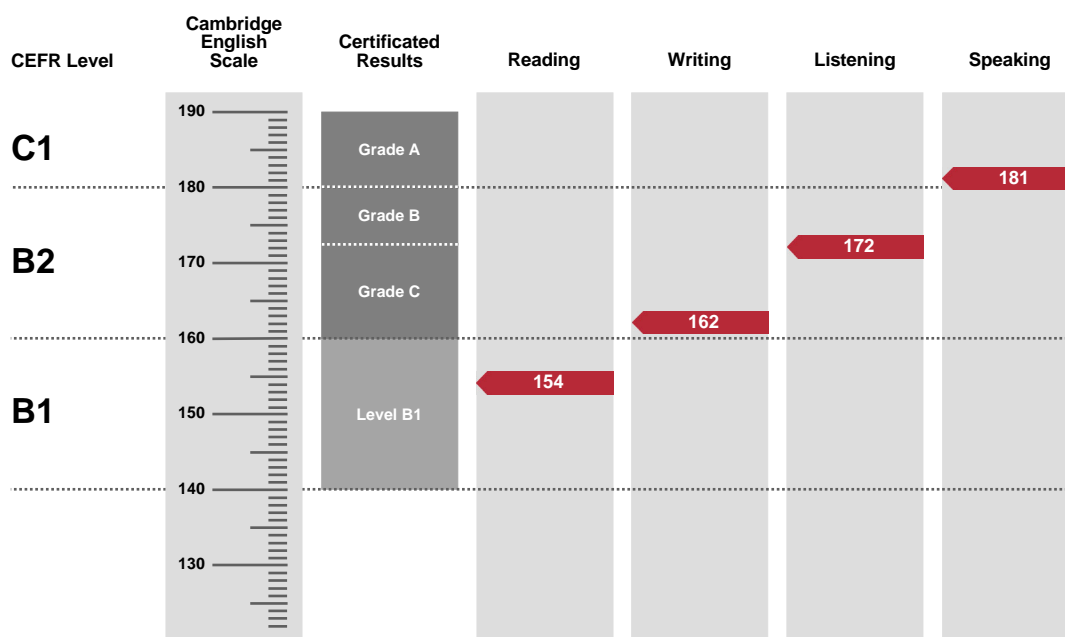 CEFR Level
Cambridge
English
Scale
Certificated
Results
Reading
Writing
Listening
Speaking
190
C1
Grade A
180
181
Grade B
172
B2
170
Grade C
162
160
154
B1
150
Level B1
140
130